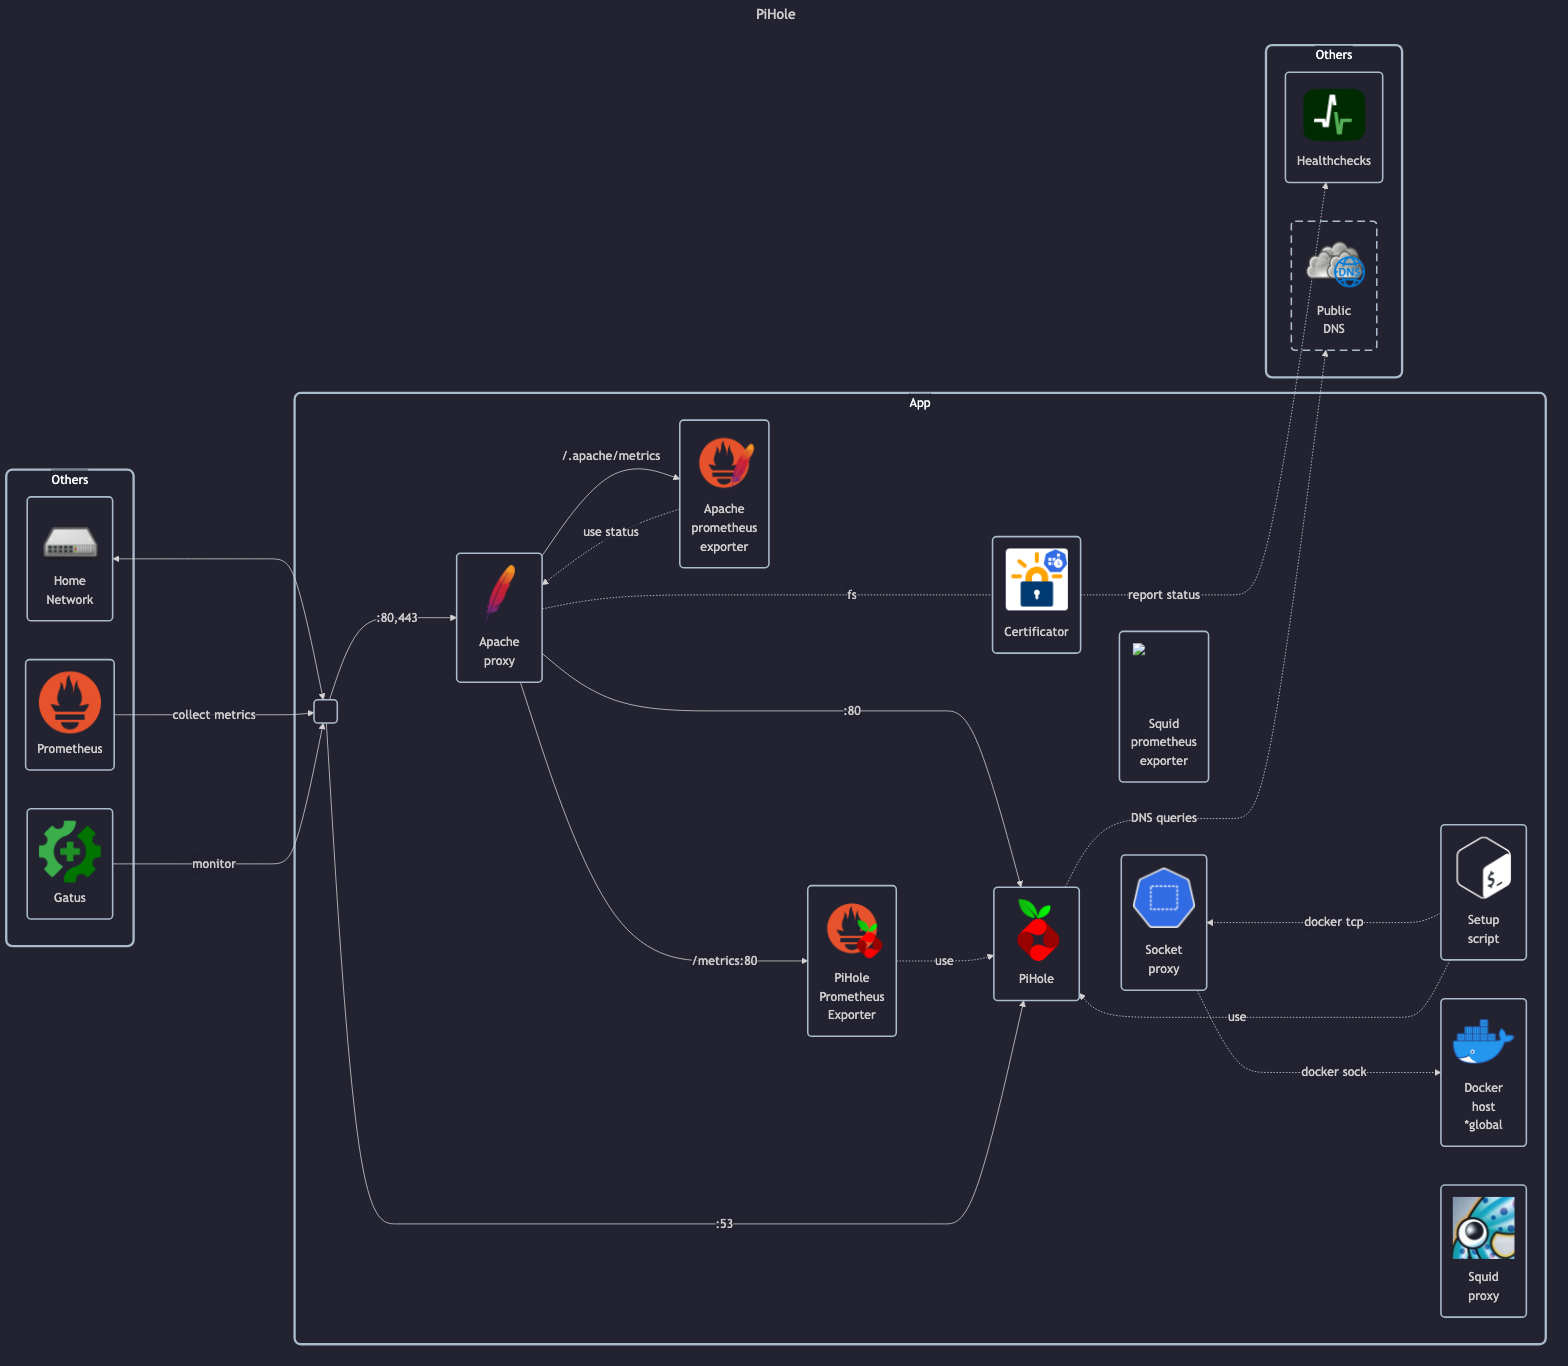 PiHole
Others
Healthchecks
DNS
Public
DNS
App
/.apache/metrics
Apache
prometheus
exporter
use status
Others
Home
Network
:80,443
Apache
proxy
fs
Certificator
report status
collect metrics
Prometheus
:80
Squid
prometheus
exporter
DNS queries
monitor
Gatus
/metrics:80
PiHole
Prometheus
Exporter
use
PiHole
Socket
proxy
docker tcp
$_
Setup
script
use
docker sock
Docker
host
*global
:53
Squid
proxy